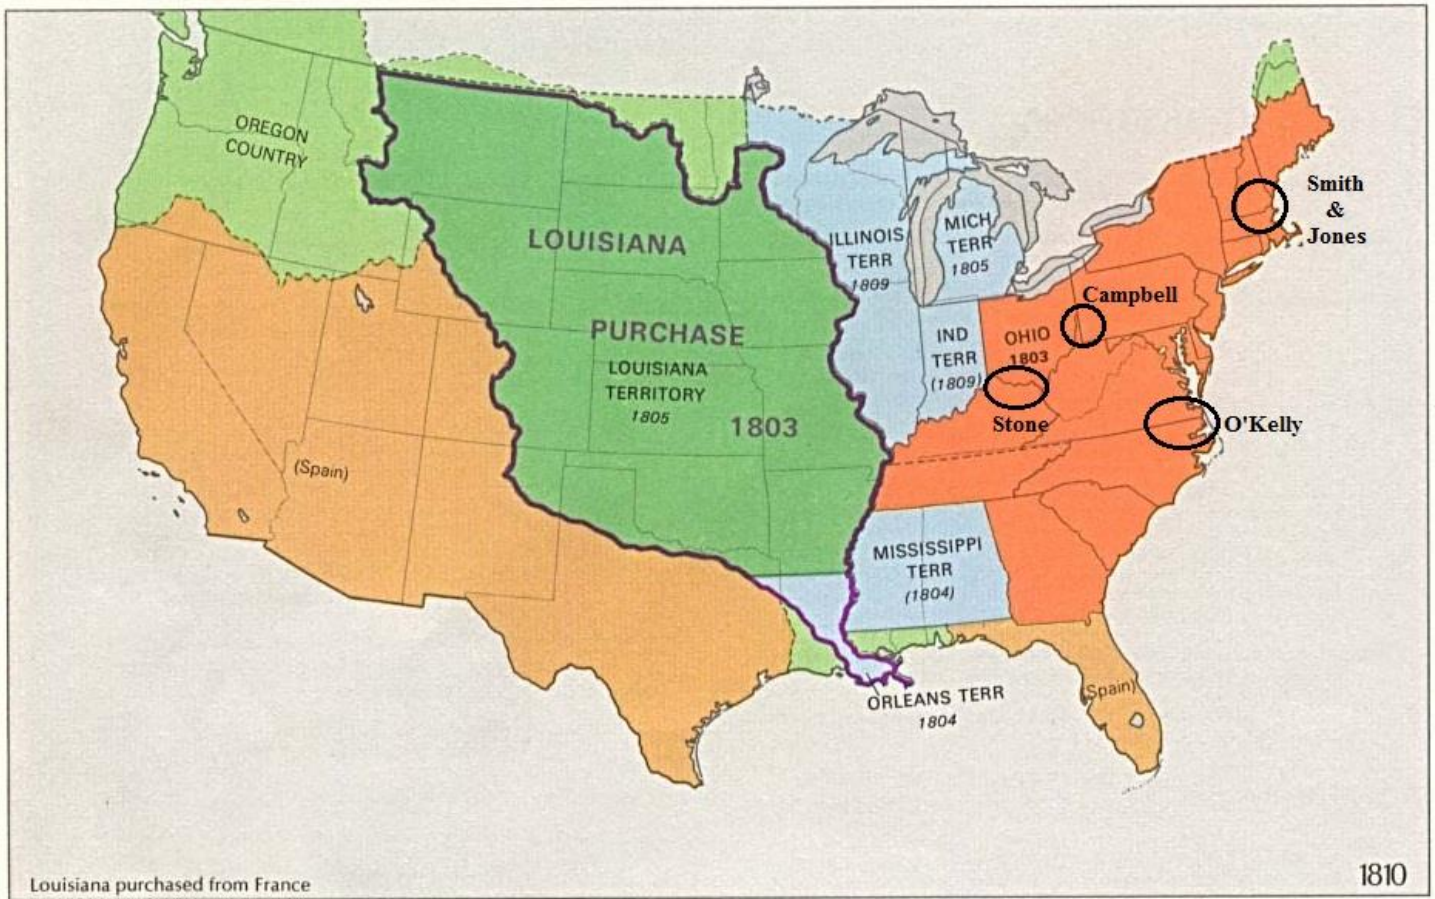 OREGON
COUNTRY
LOUISIANA
PURCHASE
LOUISIANA
TERRITORY
1805
1803
(Spain)
ILLINOIS
TERR
1809
MICH
TERR
1805
IND
TERR
(1809)
OHIO
1803
Campbell
Smith
&
Jones
Stone
O'Kelly
MISSISSIPPI
TERR
(1804)
ORLEANS TERR
1804
(Spain)
Louisiana purchased from France
1810